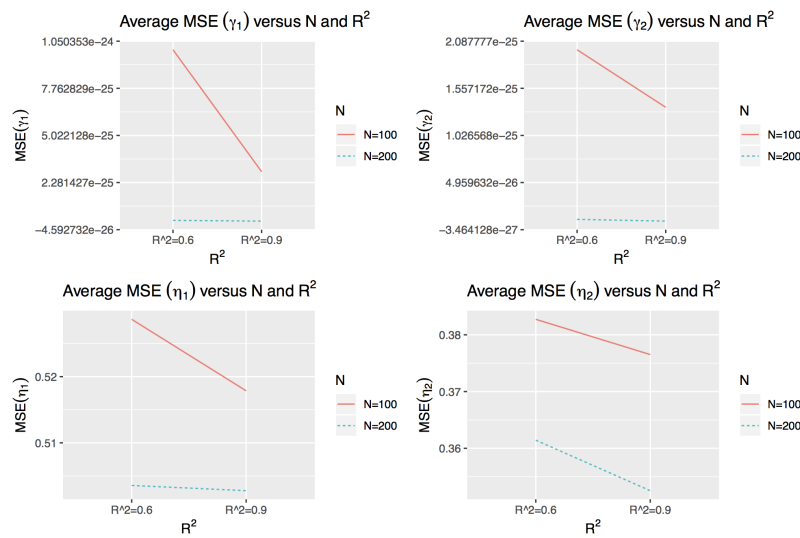 Average MSE (γ₁) versus N and R²
MSE(γ₁)
1.050353e−24
7.762829e−25
5.022128e−25
2.281427e−25
−4.592732e−26
R^2=0.6
R^2=0.9
R²
N
N=100
N=200
Average MSE (γ₂) versus N and R²
MSE(γ₂)
2.087777e−25
1.557172e−25
1.026568e−25
4.959632e−26
−3.464128e−27
R^2=0.6
R^2=0.9
R²
N
N=100
N=200
Average MSE (η₁) versus N and R²
MSE(η₁)
0.52
0.51
R^2=0.6
R^2=0.9
R²
N
N=100
N=200
Average MSE (η₂) versus N and R²
MSE(η₂)
0.38
0.37
0.36
R^2=0.6
R^2=0.9
R²
N
N=100
N=200